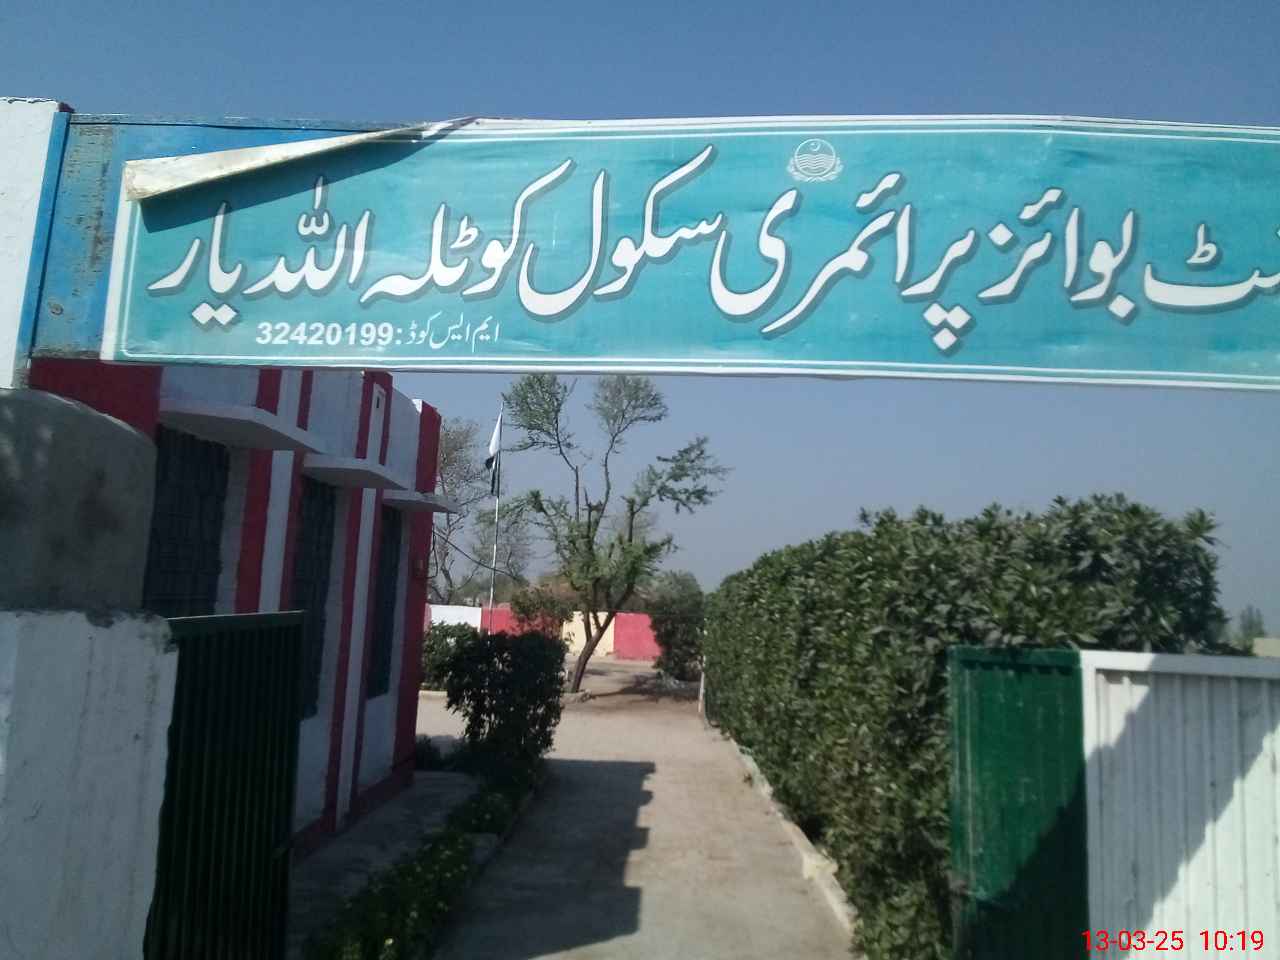 بوائز پرائمری سکول کوٹلہ اللہ یار
ایم ایس کوڈ: 32420199
13-03-25 10:19